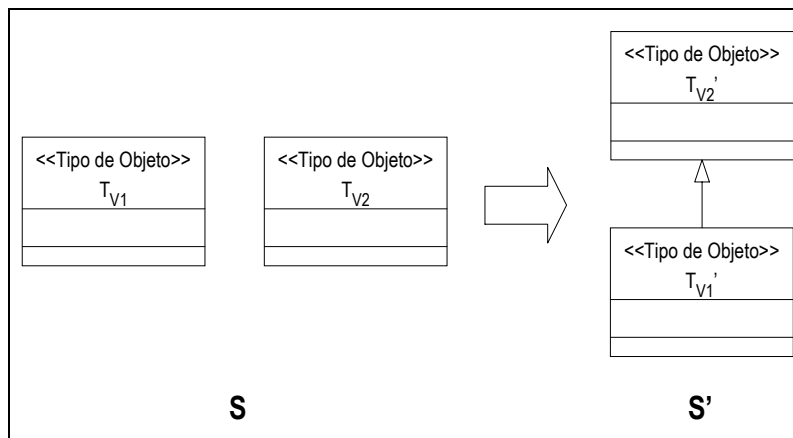 <<Tipo de Objeto>>
TV1
<<Tipo de Objeto>>
TV2
<<Tipo de Objeto>>
TV2’
<<Tipo de Objeto>>
TV1’
S
S’